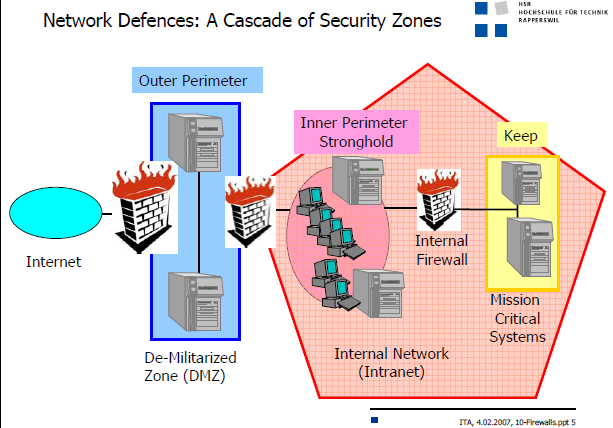 Network Defences: A Cascade of Security Zones
HSR
HOCHSCHULE FÜR TECHNIK
RAPPERSWIL
Outer Perimeter
Inner Perimeter
Stronghold
Keep
Internet
Internal
Firewall
Mission
Critical
Systems
De-Militarized
Zone (DMZ)
Internal Network
(Intranet)
ITA, 4.02.2007, 10-Firewalls.ppt 5